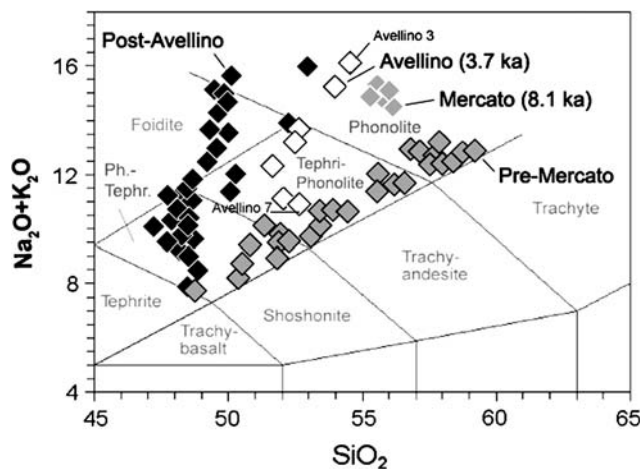 Na₂O+K₂O
16
12
8
4
45
50
55
60
65
SiO₂
Post-Avellino
Avellino 3
Avellino (3.7 ka)
Mercato (8.1 ka)
Foidite
Phonolite
Ph.-
Tephr.
Tephri-
Phonolite
Pre-Mercato
Avellino 7
Trachyte
Trachy-
andesite
Tephrite
Shoshonite
Trachy-
basalt